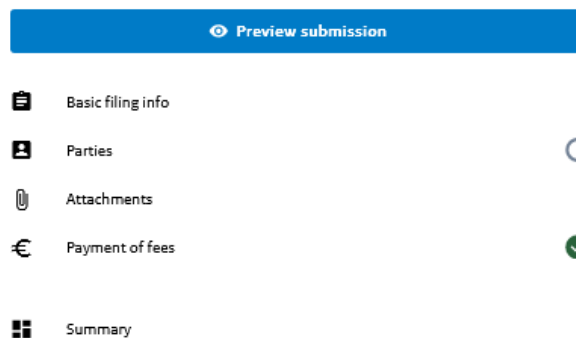 Preview submission
Basic filing info
Parties
Attachments
Payment of fees
Summary